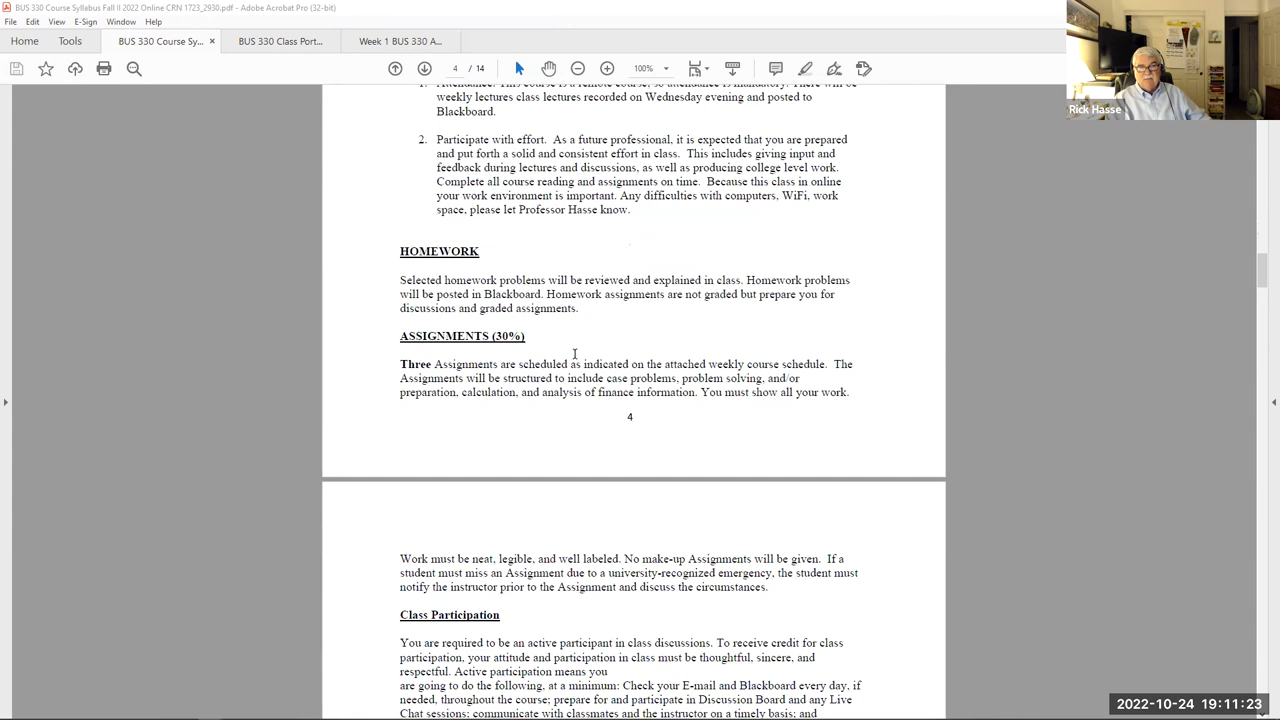 BUS 330 Course Syllabus Fall II 2022 Online CRN 1723_2930.pdf - Adobe Acrobat Pro (32-bit)
File Edit View E-Sign Window Help
Home Tools BUS 330 Course Sy... × BUS 330 Class Port... Week 1 BUS 330 A...
4 / 14 100%
Rick Hasse
weekly lectures class lectures recorded on Wednesday evening and posted to
Blackboard.
2. Participate with effort. As a future professional, it is expected that you are prepared
and put forth a solid and consistent effort in class. This includes giving input and
feedback during lectures and discussions, as well as producing college level work.
Complete all course reading and assignments on time. Because this class in online
your work environment is important. Any difficulties with computers, WiFi, work
space, please let Professor Hasse know.
HOMEWORK
Selected homework problems will be reviewed and explained in class. Homework problems
will be posted in Blackboard. Homework assignments are not graded but prepare you for
discussions and graded assignments.
ASSIGNMENTS (30%)
Three Assignments are scheduled as indicated on the attached weekly course schedule. The
Assignments will be structured to include case problems, problem solving, and/or
preparation, calculation, and analysis of finance information. You must show all your work.
4
Work must be neat, legible, and well labeled. No make-up Assignments will be given. If a
student must miss an Assignment due to a university-recognized emergency, the student must
notify the instructor prior to the Assignment and discuss the circumstances.
Class Participation
You are required to be an active participant in class discussions. To receive credit for class
participation, your attitude and participation in class must be thoughtful, sincere, and
respectful. Active participation means you
are going to do the following, at a minimum: Check your E-mail and Blackboard every day, if
needed, throughout the course; prepare for and participate in Discussion Board and any Live
Chat sessions; communicate with classmates and the instructor on a timely basis; and
2022-10-24 19:11:23